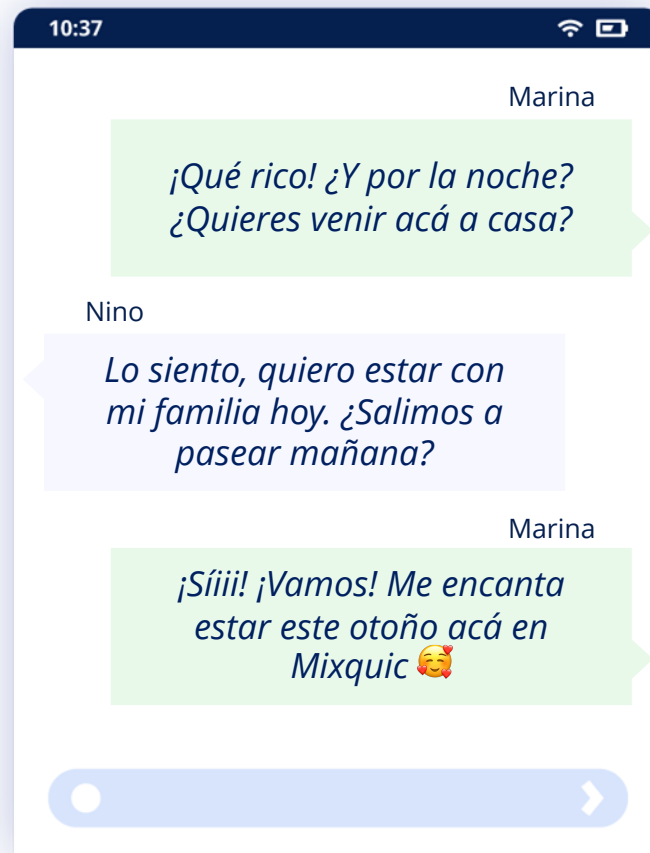 10:37
Marina
¡Qué rico! ¿Y por la noche?
¿Quieres venir acá a casa?
Nino
Lo siento, quiero estar con
mi familia hoy. ¿Salimos a
pasear mañana?
Marina
¡Síiii! ¡Vamos! Me encanta
estar este otoño acá en
Mixquic 🥰